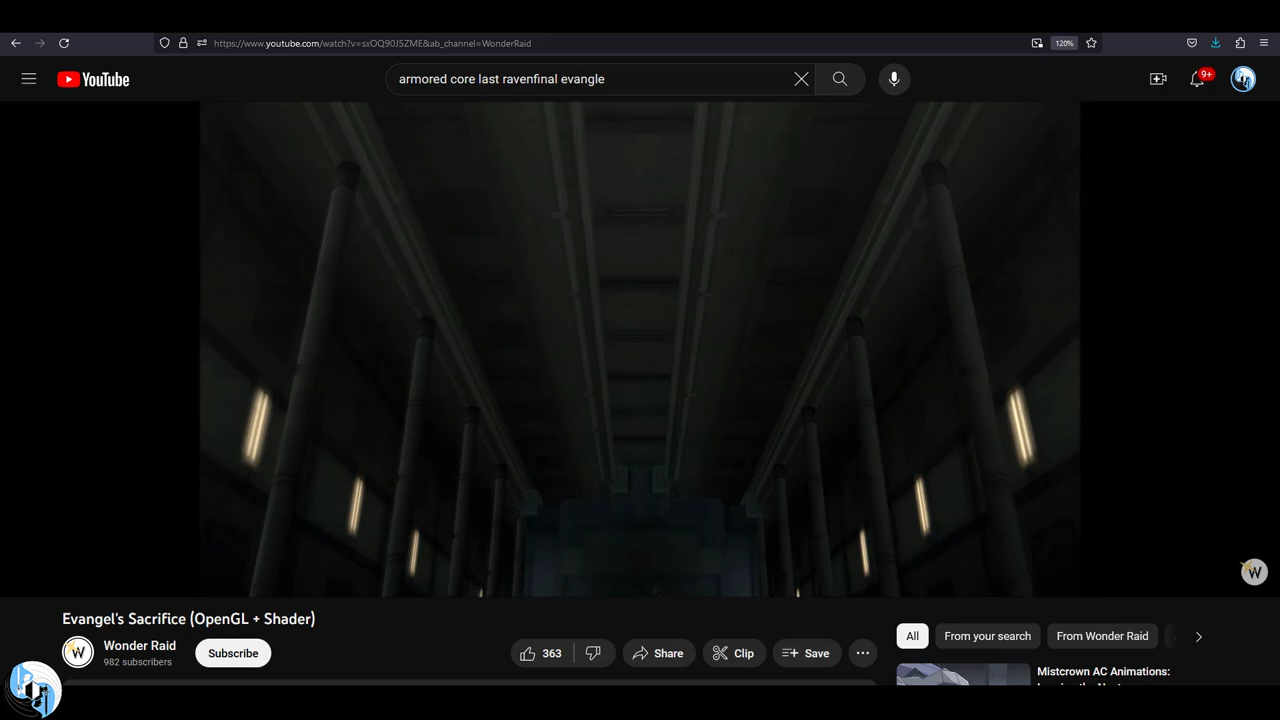 https://www.youtube.com/watch?v=sxOQ90J5ZME&ab_channel=WonderRaid
120%
YouTube
armored core last ravenfinal evangle
9+
W
Evangel's Sacrifice (OpenGL + Shader)
W
Wonder Raid
982 subscribers
Subscribe
363
Share
Clip
Save
All
From your search
From Wonder Raid
Mistcrown AC Animations: